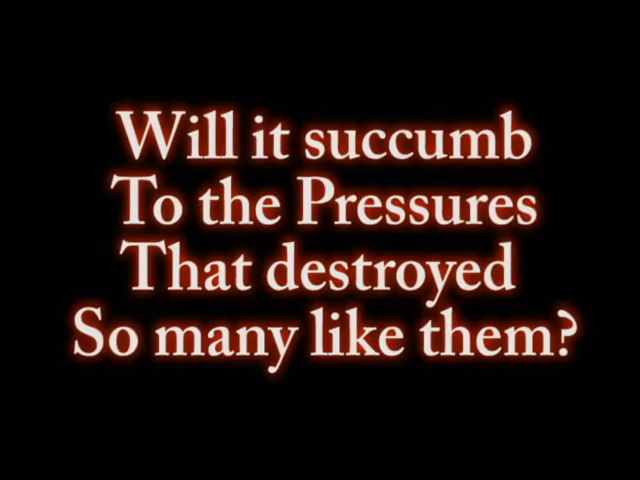 Will it succumb
To the Pressures
That destroyed
So many like them?